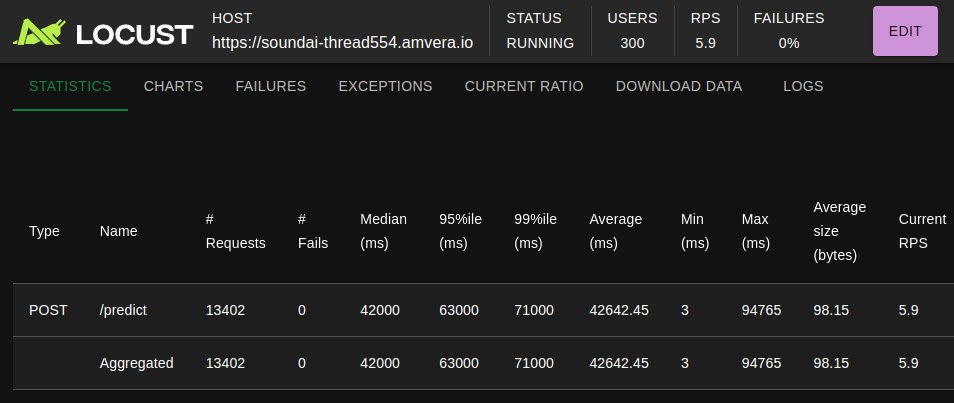 LOCUST
HOST
https://soundai-thread554.amvera.io
STATUS
RUNNING
USERS
300
RPS
5.9
FAILURES
0%
EDIT
STATISTICS CHARTS FAILURES EXCEPTIONS CURRENT RATIO DOWNLOAD DATA LOGS
Type Name # Requests # Fails Median (ms) 95%ile (ms) 99%ile (ms) Average (ms) Min (ms) Max (ms) Average size (bytes) Current RPS
POST /predict 13402 0 42000 63000 71000 42642.45 3 94765 98.15 5.9
Aggregated 13402 0 42000 63000 71000 42642.45 3 94765 98.15 5.9